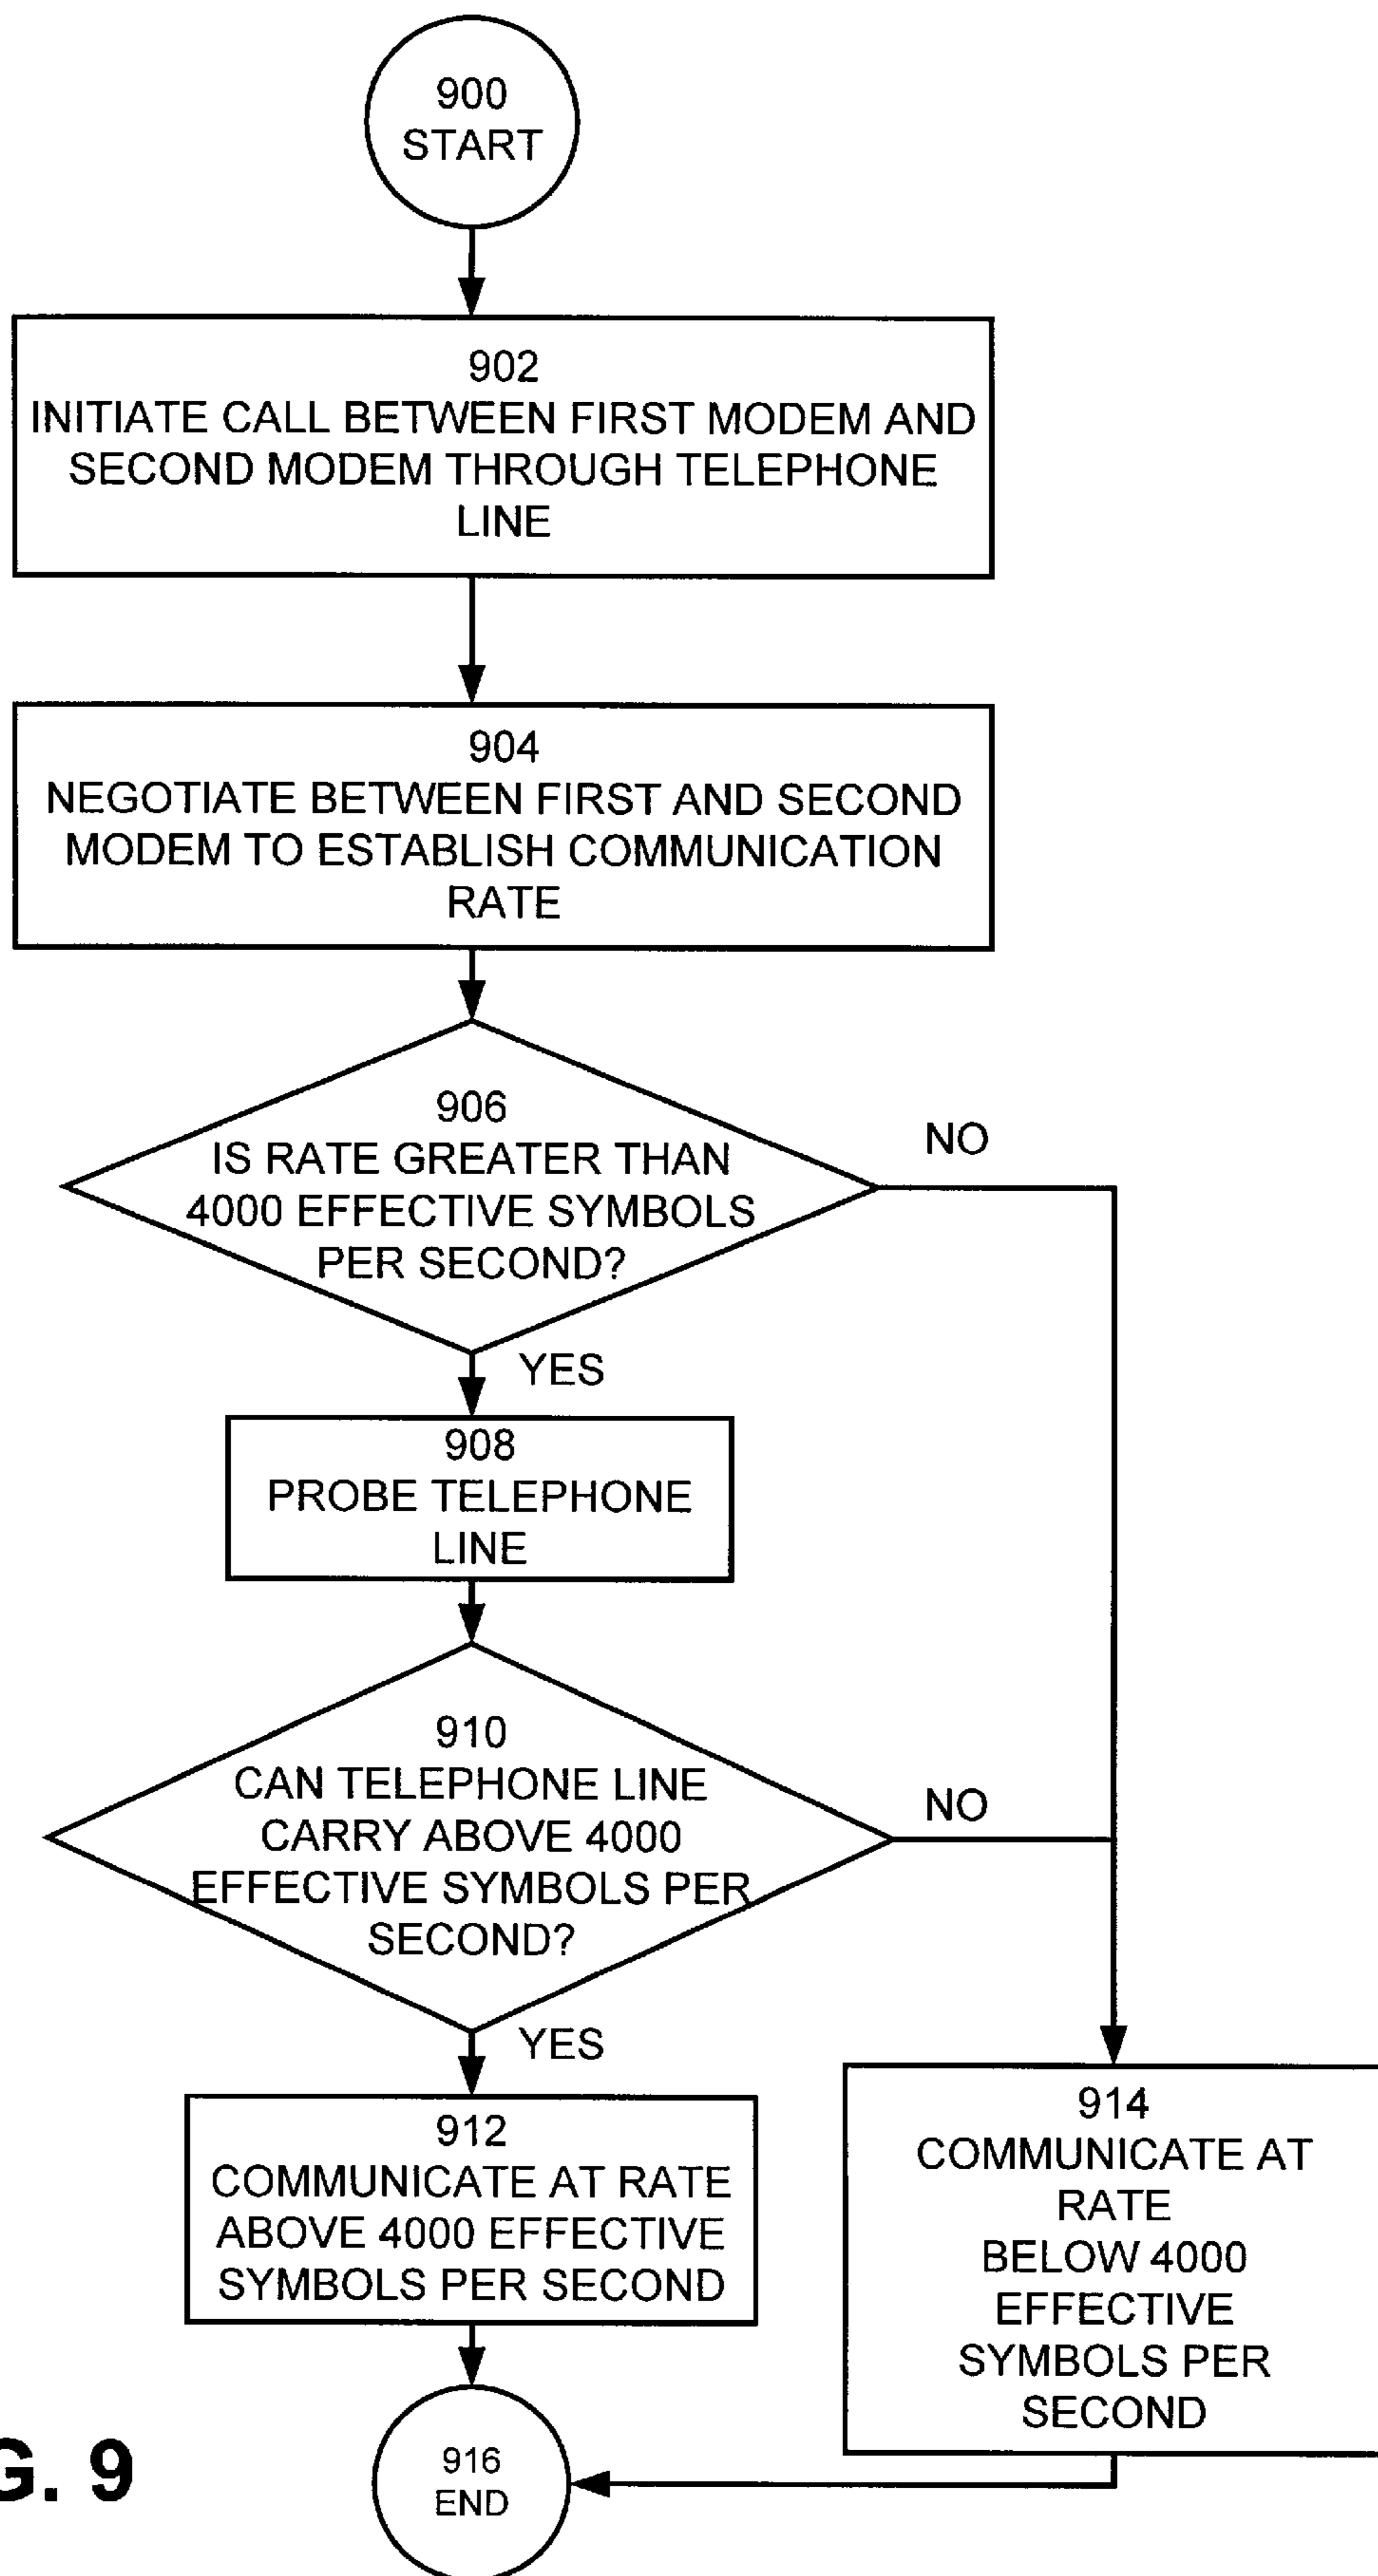 900
START
902
INITIATE CALL BETWEEN FIRST MODEM AND
SECOND MODEM THROUGH TELEPHONE
LINE
904
NEGOTIATE BETWEEN FIRST AND SECOND
MODEM TO ESTABLISH COMMUNICATION
RATE
906
IS RATE GREATER THAN
4000 EFFECTIVE SYMBOLS
PER SECOND?
NO
YES
908
PROBE TELEPHONE
LINE
910
CAN TELEPHONE LINE
CARRY ABOVE 4000
EFFECTIVE SYMBOLS PER
SECOND?
NO
YES
912
COMMUNICATE AT RATE
ABOVE 4000 EFFECTIVE
SYMBOLS PER SECOND
914
COMMUNICATE AT
RATE
BELOW 4000
EFFECTIVE
SYMBOLS PER
SECOND
916
END
G. 9